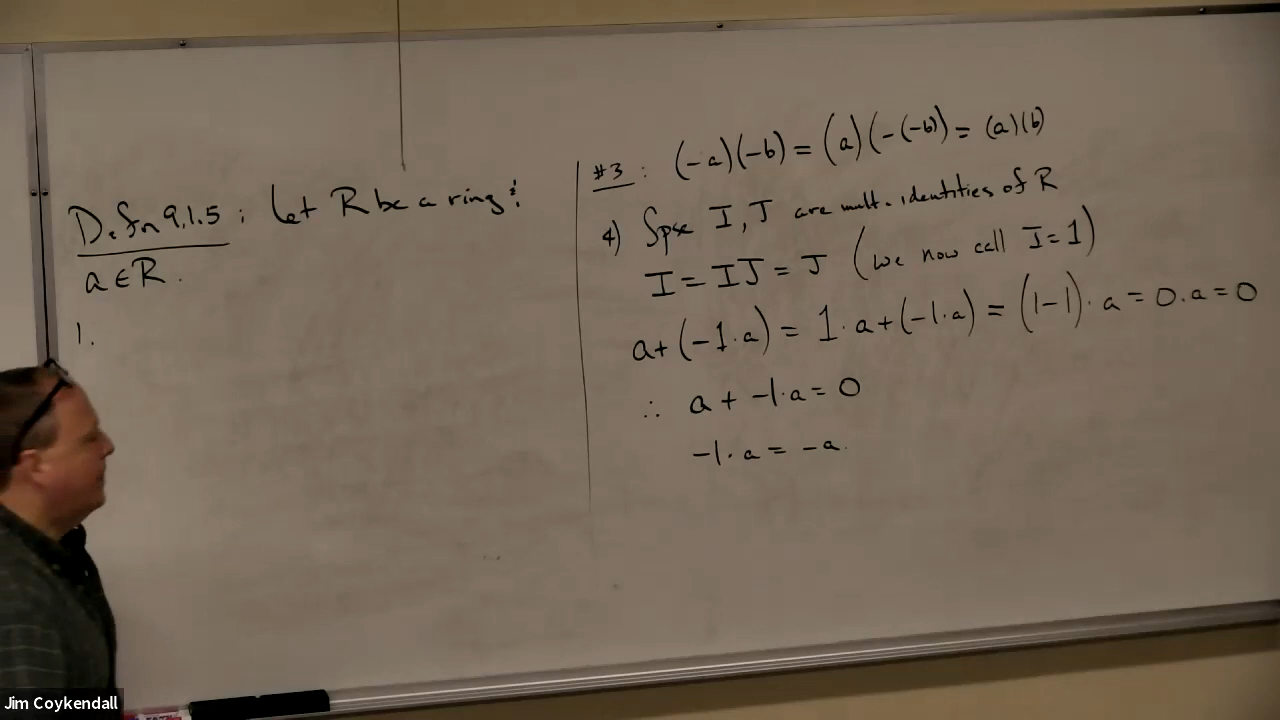 Defn 9.1.5: Let R be a ring &
a ∈ R.
1.
#3: (-a)(-b) = (a)(-(-b)) = (a)(b)
4) Spse I, J are mult. identities of R
I = IJ = J (we now call I = 1)
a + (-1·a) = 1·a + (-1·a) = (1-1)·a = 0·a = 0
∴ a + -1·a = 0
-1·a = -a.
Jim Coykendall